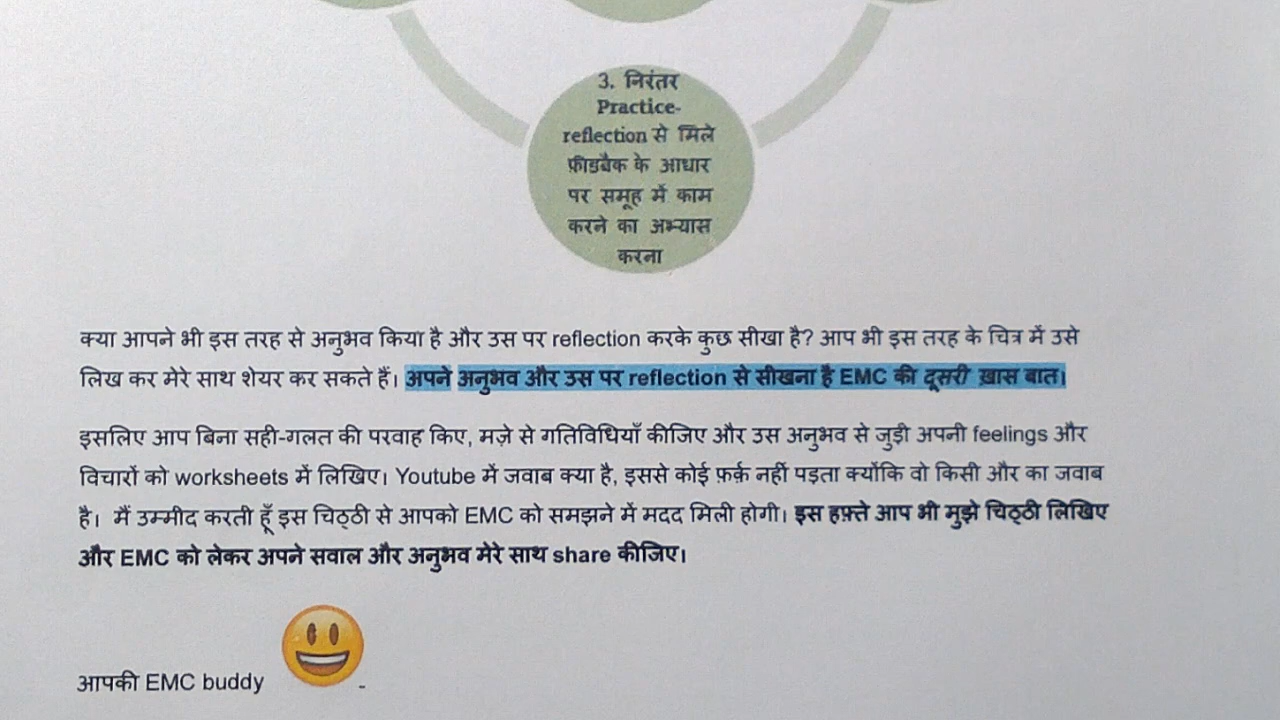 3. निरंतर
Practice-
reflection से मिले
फ़ीडबैक के आधार
पर समूह में काम
करने का अभ्यास
करना
क्या आपने भी इस तरह से अनुभव किया है और उस पर reflection करके कुछ सीखा है? आप भी इस तरह के चित्र में उसे
लिख कर मेरे साथ शेयर कर सकते हैं। अपने अनुभव और उस पर reflection से सीखना है EMC की दूसरी ख़ास बात।
इसलिए आप बिना सही-गलत की परवाह किए, मज़े से गतिविधियाँ कीजिए और उस अनुभव से जुड़ी अपनी feelings और
विचारों को worksheets में लिखिए। Youtube में जवाब क्या है, इससे कोई फ़र्क़ नहीं पड़ता क्योंकि वो किसी और का जवाब
है। मैं उम्मीद करती हूँ इस चिठ्ठी से आपको EMC को समझने में मदद मिली होगी। इस हफ़्ते आप भी मुझे चिठ्ठी लिखिए
और EMC को लेकर अपने सवाल और अनुभव मेरे साथ share कीजिए।
आपकी EMC buddy